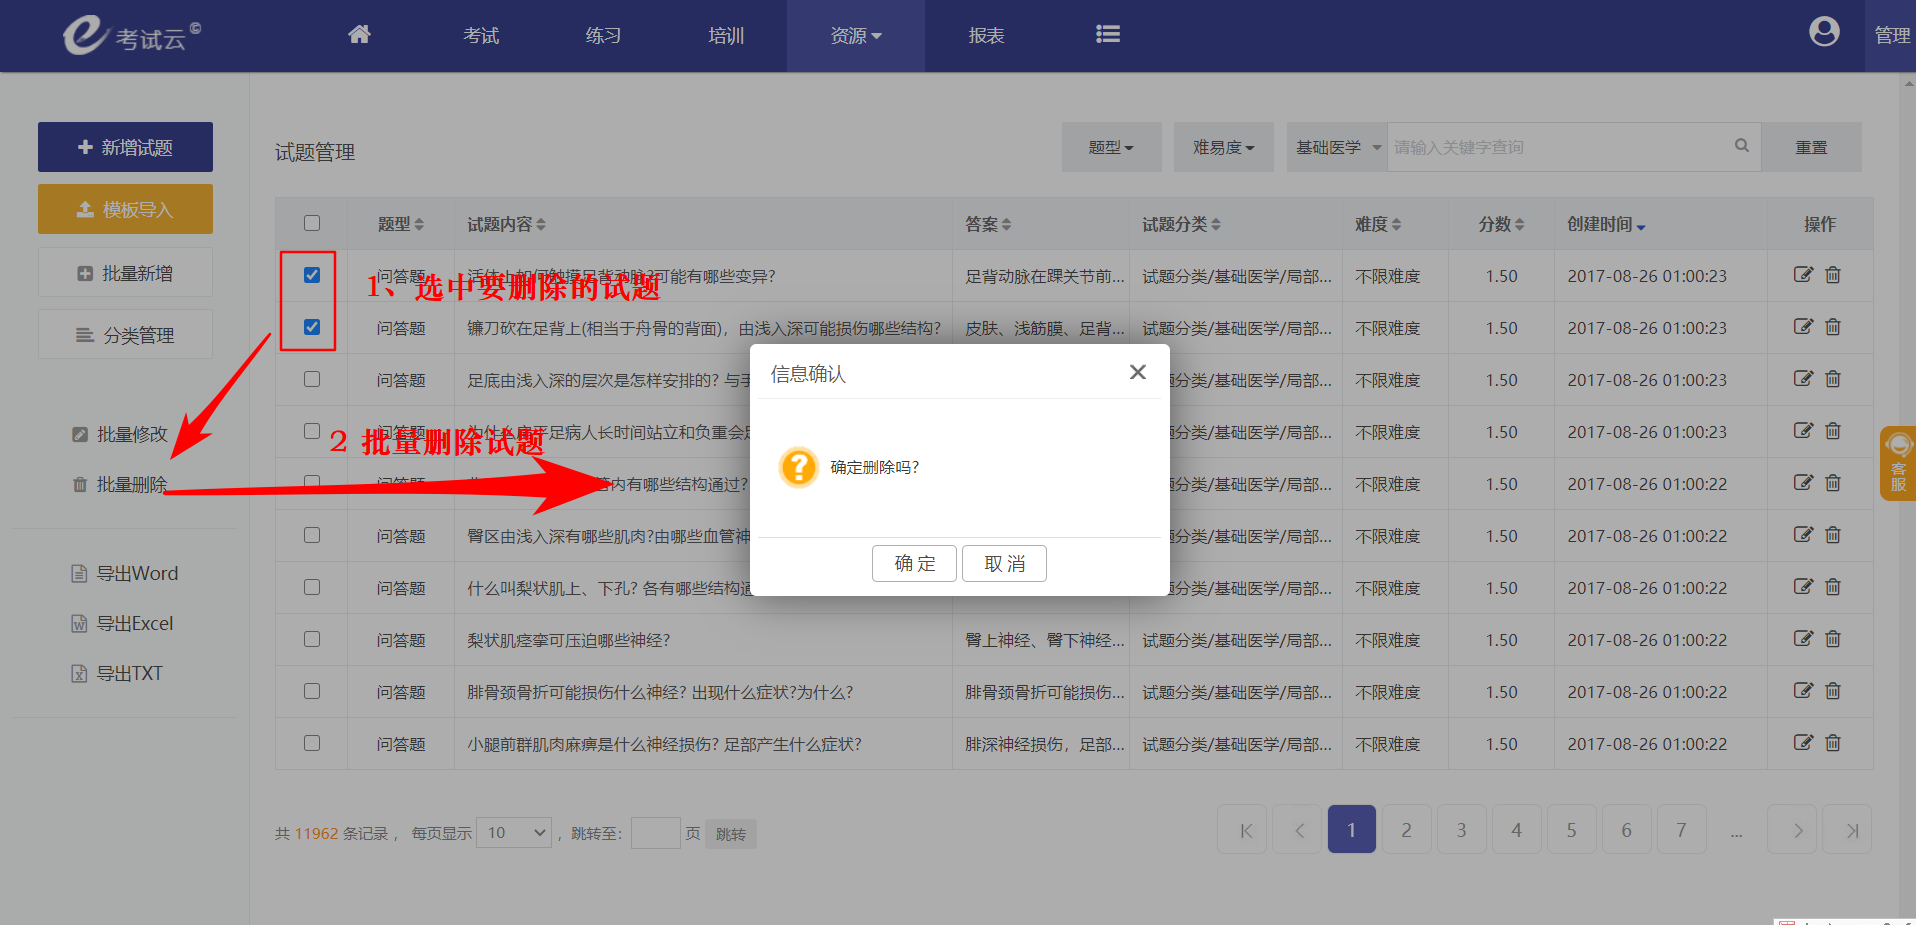 考试云©
考试
练习
培训
资源
报表
管理
新增试题
模板导入
批量新增
分类管理
批量修改
批量删除
导出Word
导出Excel
导出TXT
试题管理
题型
难易度
基础医学
请输入关键字查询
重置
题型 试题内容 答案 试题分类 难度 分数 创建时间 操作
问答题 活体上如何触摸足背动脉?可能有哪些变异? 足背动脉在踝关节前... 试题分类/基础医学/局部... 不限难度 1.50 2017-08-26 01:00:23
1、选中要删除的试题
问答题 镰刀砍在足背上(相当于舟骨的背面)，由浅入深可能损伤哪些结构? 皮肤、浅筋膜、足背... 试题分类/基础医学/局部... 不限难度 1.50 2017-08-26 01:00:23
问答题 足底由浅入深的层次是怎样安排的? 与手 题分类/基础医学/局部... 不限难度 1.50 2017-08-26 01:00:23
问答题 为什么扁平足病人长时间站立和负重会足 题分类/基础医学/局部... 不限难度 1.50 2017-08-26 01:00:23
2 批量删除试题
问答题 管内有哪些结构通过? 题分类/基础医学/局部... 不限难度 1.50 2017-08-26 01:00:22
问答题 臀区由浅入深有哪些肌肉?由哪些血管神 题分类/基础医学/局部... 不限难度 1.50 2017-08-26 01:00:22
问答题 什么叫梨状肌上、下孔? 各有哪些结构通 题分类/基础医学/局部... 不限难度 1.50 2017-08-26 01:00:22
问答题 梨状肌痉挛可压迫哪些神经? 臀上神经、臀下神经... 试题分类/基础医学/局部... 不限难度 1.50 2017-08-26 01:00:22
问答题 腓骨颈骨折可能损伤什么神经? 出现什么症状?为什么? 腓骨颈骨折可能损伤... 试题分类/基础医学/局部... 不限难度 1.50 2017-08-26 01:00:22
问答题 小腿前群肌肉麻痹是什么神经损伤? 足部产生什么症状? 腓深神经损伤，足部... 试题分类/基础医学/局部... 不限难度 1.50 2017-08-26 01:00:22
信息确认
确定删除吗?
确 定
取 消
客服
共 11962 条记录， 每页显示 10 ，跳转至: 页 跳转
1 2 3 4 5 6 7 ...